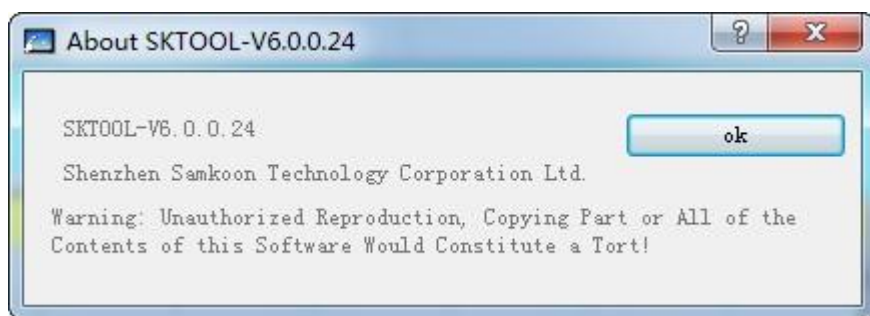 About SKTOOL-V6.0.0.24
?
X
SKTOOL-V6.0.0.24
ok
Shenzhen Samkoon Technology Corporation Ltd.
Warning: Unauthorized Reproduction, Copying Part or All of the
Contents of this Software Would Constitute a Tort!